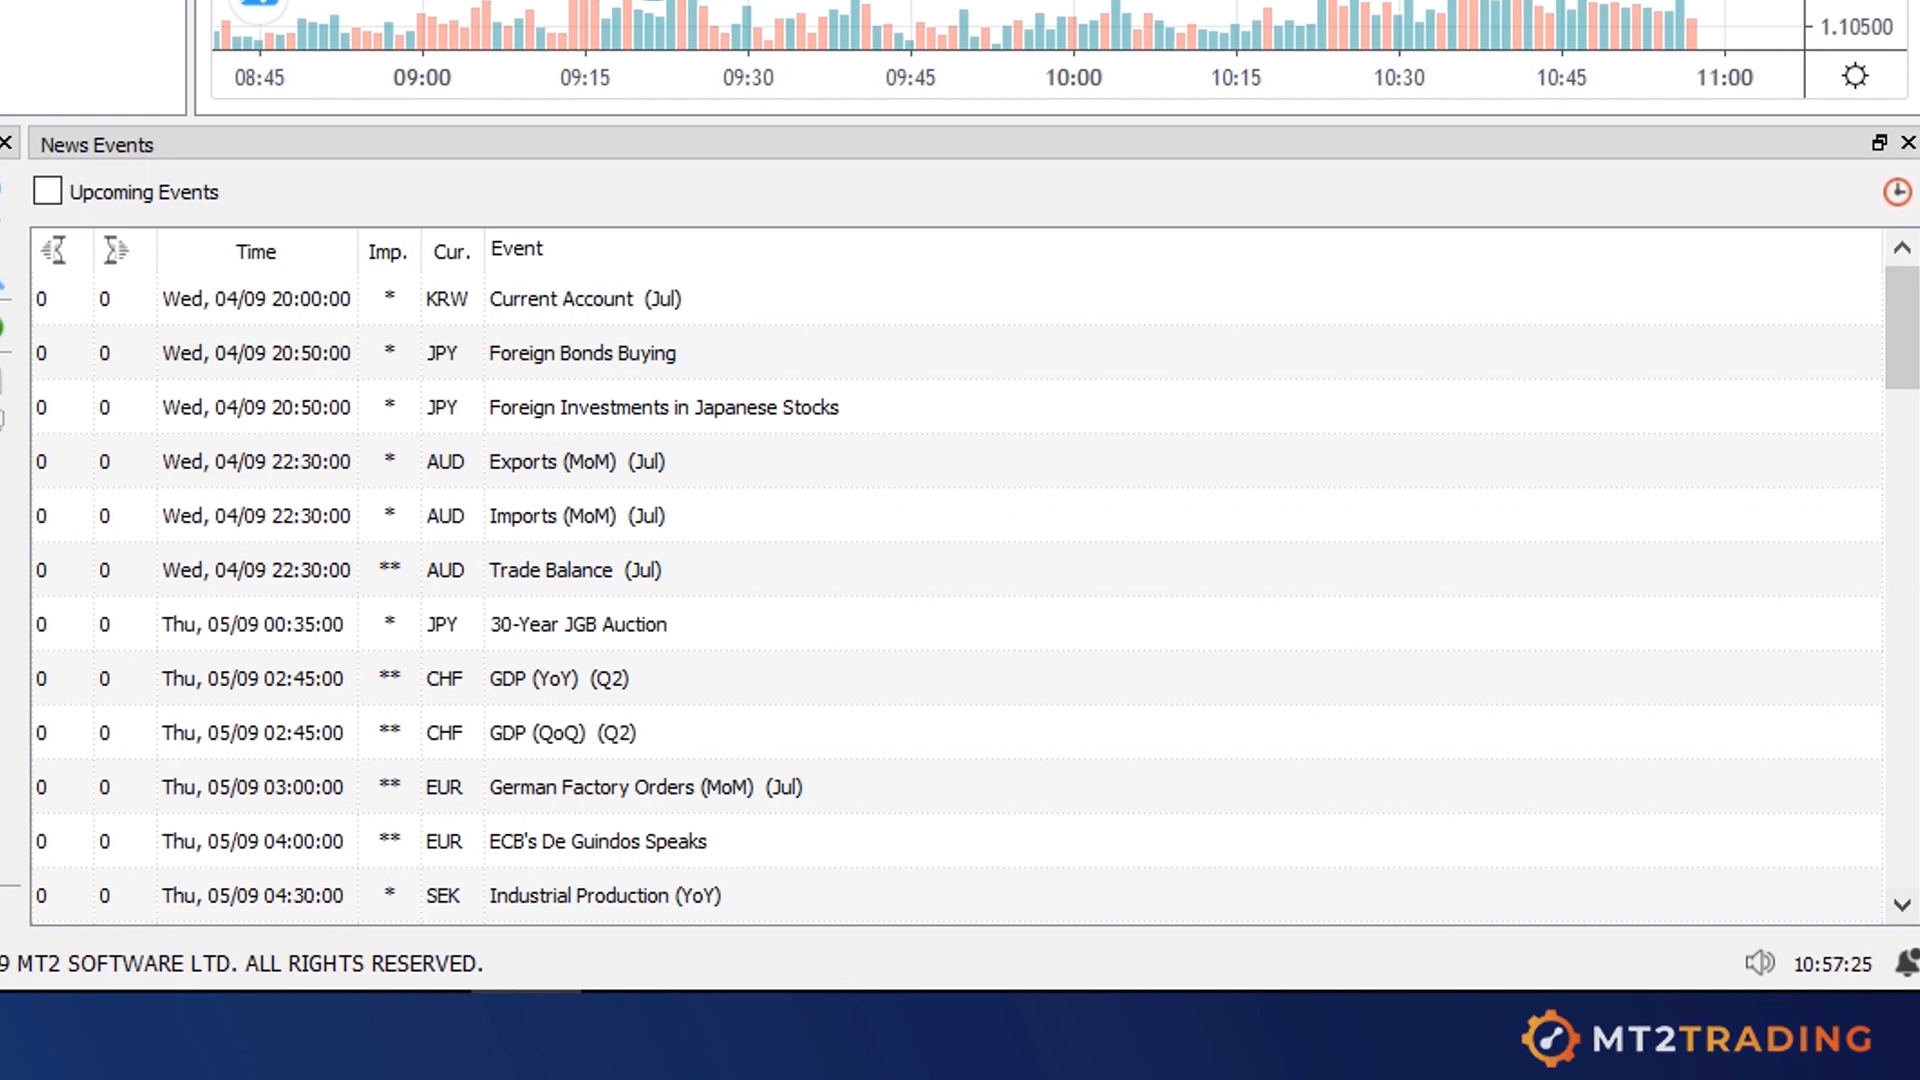 1.10500
08:45 09:00 09:15 09:30 09:45 10:00 10:15 10:30 10:45 11:00
News Events
Upcoming Events
Time Imp. Cur. Event
0 0 Wed, 04/09 20:00:00 * KRW Current Account (Jul)
0 0 Wed, 04/09 20:50:00 * JPY Foreign Bonds Buying
0 0 Wed, 04/09 20:50:00 * JPY Foreign Investments in Japanese Stocks
0 0 Wed, 04/09 22:30:00 * AUD Exports (MoM) (Jul)
0 0 Wed, 04/09 22:30:00 * AUD Imports (MoM) (Jul)
0 0 Wed, 04/09 22:30:00 ** AUD Trade Balance (Jul)
0 0 Thu, 05/09 00:35:00 * JPY 30-Year JGB Auction
0 0 Thu, 05/09 02:45:00 ** CHF GDP (YoY) (Q2)
0 0 Thu, 05/09 02:45:00 ** CHF GDP (QoQ) (Q2)
0 0 Thu, 05/09 03:00:00 ** EUR German Factory Orders (MoM) (Jul)
0 0 Thu, 05/09 04:00:00 ** EUR ECB's De Guindos Speaks
0 0 Thu, 05/09 04:30:00 * SEK Industrial Production (YoY)
9 MT2 SOFTWARE LTD. ALL RIGHTS RESERVED.
10:57:25
MT2TRADING